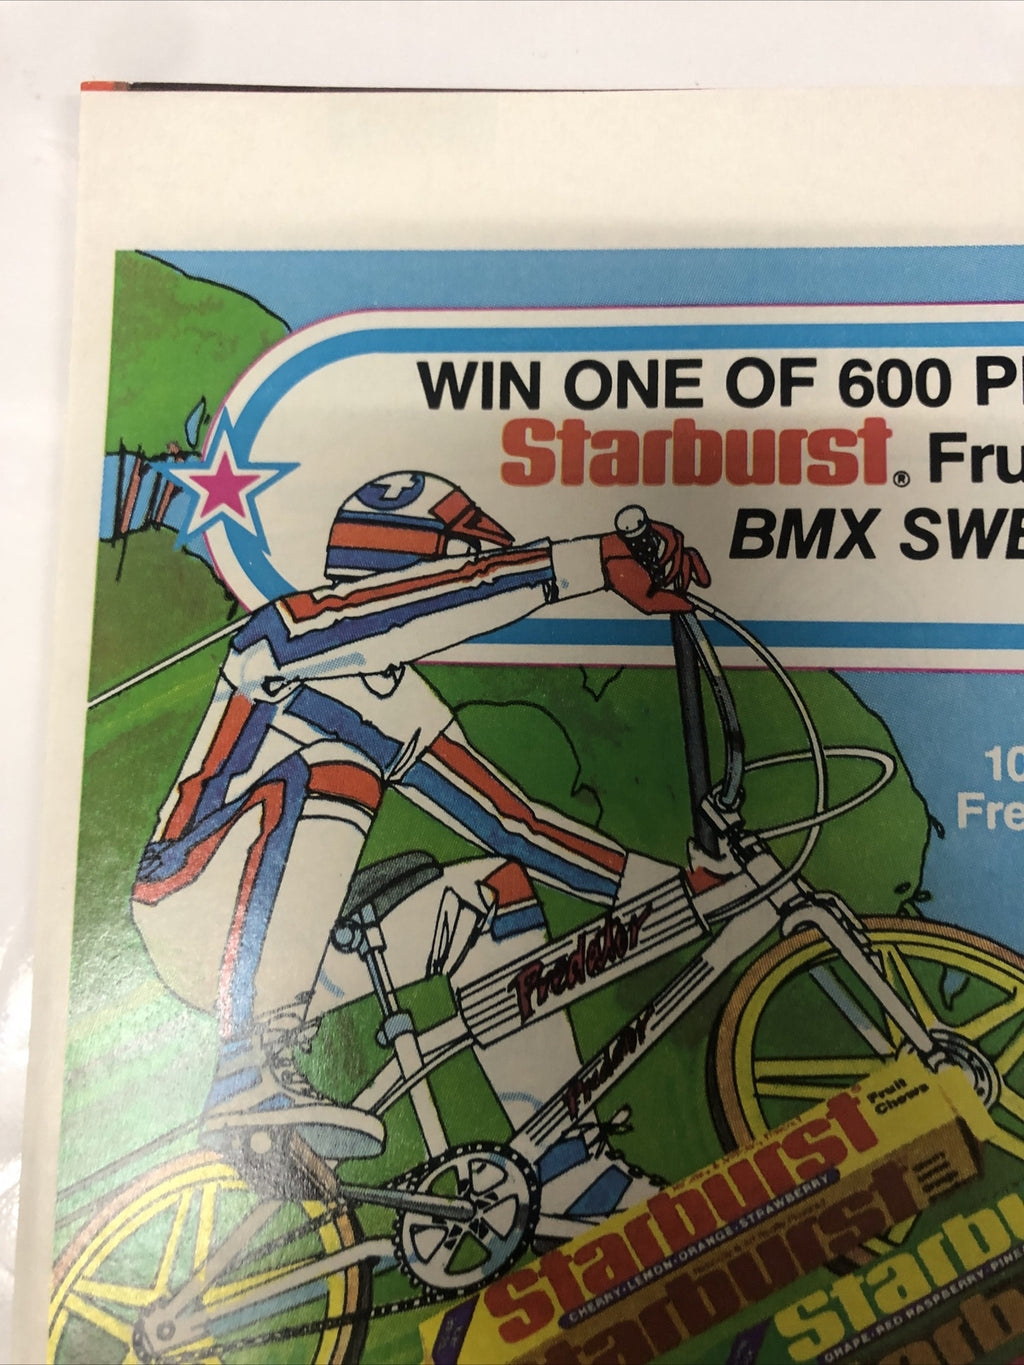 WIN ONE OF 600 P
Starburst® Fru
BMX SWE
10
Fre
Predator
Predator
Starburst Fruit Chews
CHERRY·LEMON·ORANGE·STRAWBERRY
Starburst
Starbu
GRAPE·RED RASPBERRY·PINE